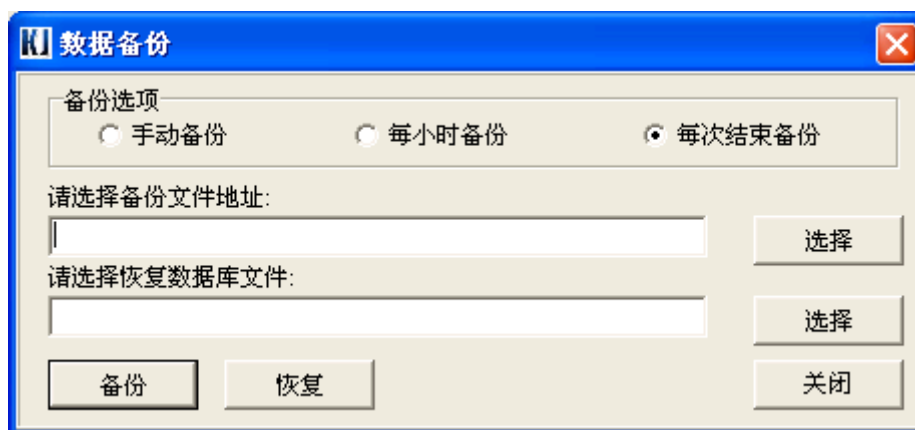 KJ 数据备份
备份选项
手动备份 每小时备份 每次结束备份
请选择备份文件地址:
选择
请选择恢复数据库文件:
选择
备份 恢复 关闭